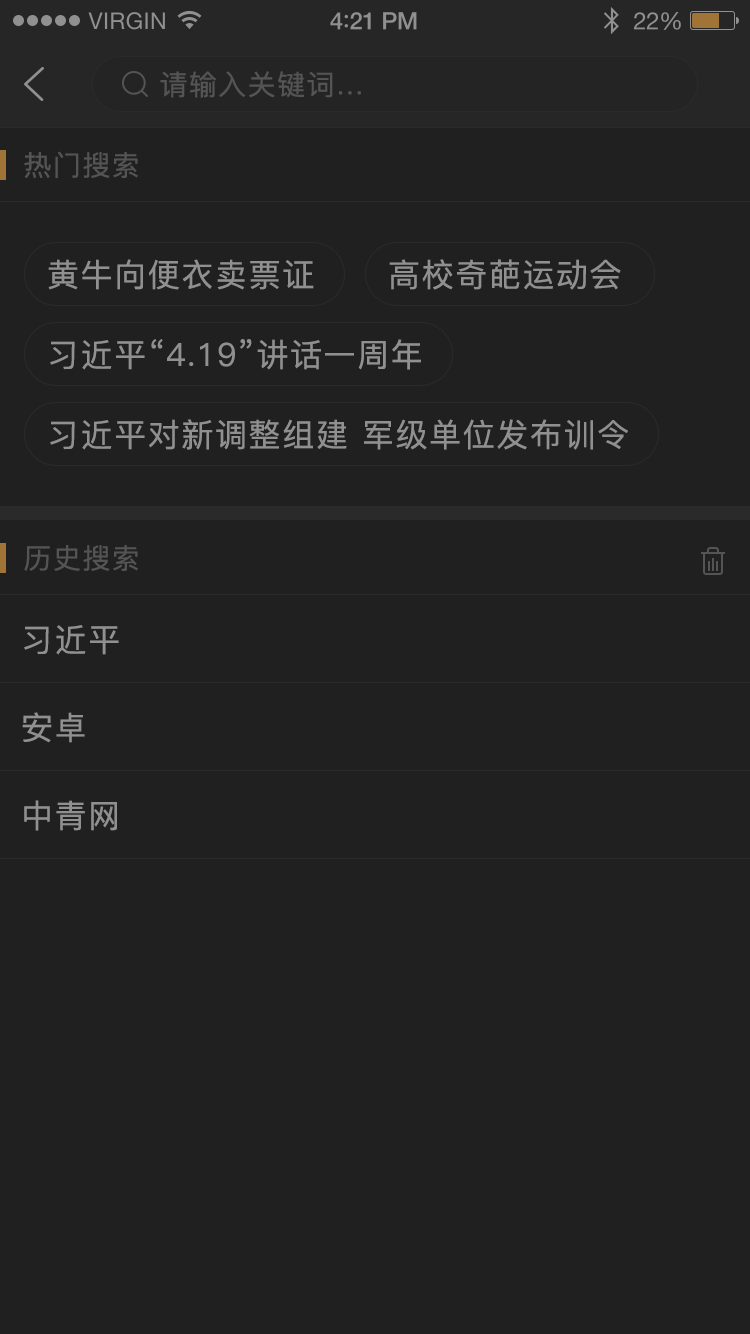 VIRGIN 4:21 PM 22%
请输入关键词...
热门搜索
黄牛向便衣卖票证 高校奇葩运动会
习近平“4.19”讲话一周年
习近平对新调整组建 军级单位发布训令
历史搜索
习近平
安卓
中青网